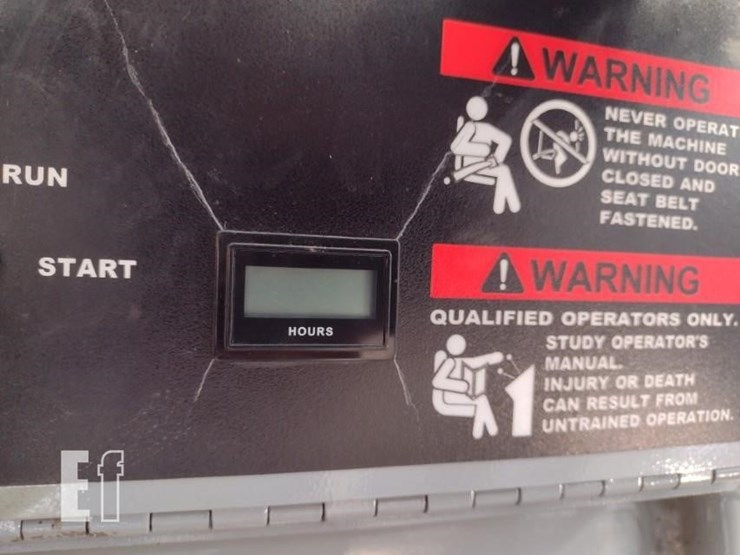 RUN
START
HOURS
WARNING
NEVER OPERAT
THE MACHINE
WITHOUT DOOR
CLOSED AND
SEAT BELT
FASTENED.
WARNING
QUALIFIED OPERATORS ONLY.
STUDY OPERATOR'S
MANUAL.
INJURY OR DEATH
CAN RESULT FROM
UNTRAINED OPERATION.
Ef